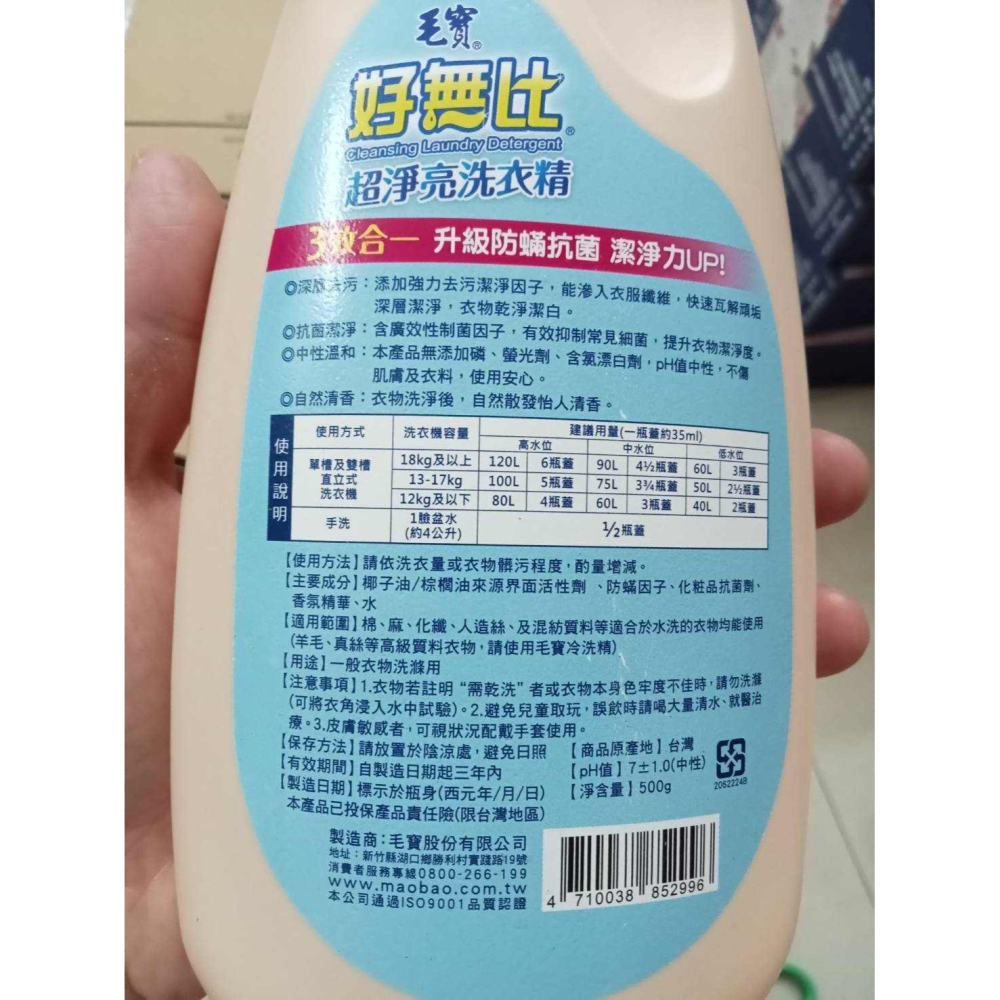 毛寶®
好無比®
Cleansing Laundry Detergent
超淨亮洗衣精
3效合一 升級防蟎抗菌 潔淨力UP!
◎深層去污：添加強力去污潔淨因子，能滲入衣服纖維，快速瓦解頑垢
深層潔淨，衣物乾淨潔白。
◎抗菌潔淨：含廣效性制菌因子，有效抑制常見細菌，提升衣物潔淨度。
◎中性溫和：本產品無添加磷、螢光劑、含氯漂白劑，pH值中性，不傷
肌膚及衣料，使用安心。
◎自然清香：衣物洗淨後，自然散發怡人清香。
使用說明
使用方式 洗衣機容量 建議用量(一瓶蓋約35ml)
高水位 中水位 低水位
單槽及雙槽直立式洗衣機 18kg及以上 120L 6瓶蓋 90L 4½瓶蓋 60L 3瓶蓋
13-17kg 100L 5瓶蓋 75L 3¾瓶蓋 50L 2½瓶蓋
12kg及以下 80L 4瓶蓋 60L 3瓶蓋 40L 2瓶蓋
手洗 1臉盆水(約4公升) ½瓶蓋
【使用方法】請依洗衣量或衣物髒污程度，酌量增減。
【主要成分】椰子油/棕櫚油來源界面活性劑 、防蟎因子、化粧品抗菌劑、
香氛精華、水
【適用範圍】棉、麻、化纖、人造絲、及混紡質料等適合於水洗的衣物均能使用
(羊毛、真絲等高級質料衣物，請使用毛寶冷洗精)
【用途】一般衣物洗滌用
【注意事項】1.衣物若註明“需乾洗”者或衣物本身色牢度不佳時，請勿洗滌
(可將衣角浸入水中試驗)。2.避免兒童取玩，誤飲時請喝大量清水、就醫治
療。3.皮膚敏感者，可視狀況配戴手套使用。
【保存方法】請放置於陰涼處，避免日照 【商品原產地】台灣
【有效期間】自製造日期起三年內 【pH值】7±1.0(中性)
【製造日期】標示於瓶身(西元年/月/日) 【淨含量】500g
2062224B
本產品已投保產品責任險(限台灣地區)
製造商：毛寶股份有限公司
地址：新竹縣湖口鄉勝利村實踐路19號
消費者服務專線0800-266-199
www.maobao.com.tw
本公司通過ISO9001品質認證
4 710038 852996